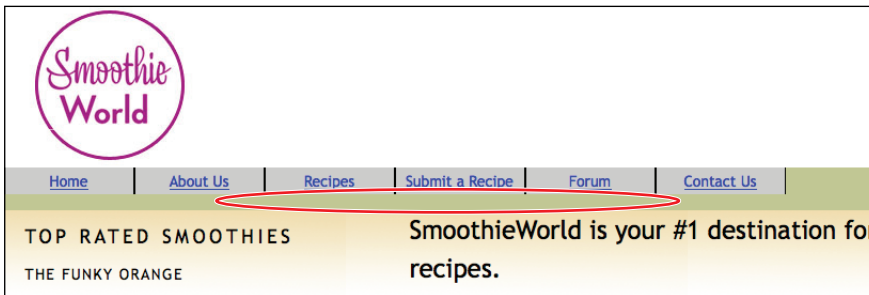 Smoothie
World
Home About Us Recipes Submit a Recipe Forum Contact Us
TOP RATED SMOOTHIES
THE FUNKY ORANGE
SmoothieWorld is your #1 destination fo
recipes.